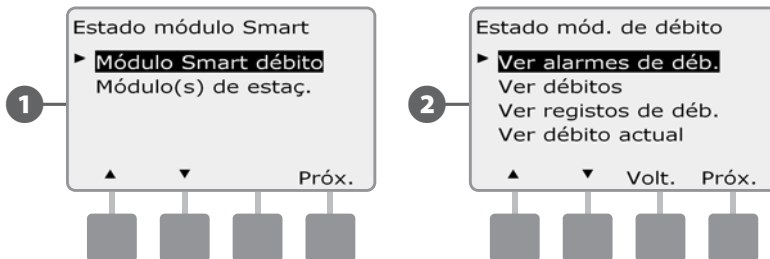 1
Estado módulo Smart
► Módulo Smart débito
Módulo(s) de estaç.
▲ ▼ Próx.
2
Estado mód. de débito
► Ver alarmes de déb.
Ver débitos
Ver registos de déb.
Ver débito actual
▲ ▼ Volt. Próx.